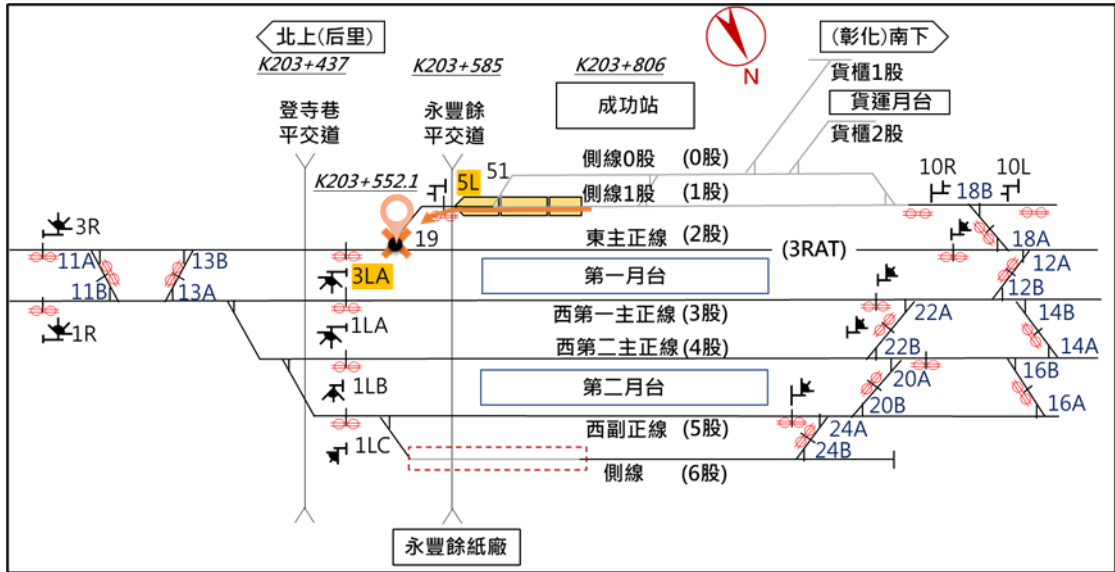 北上(后里)
(彰化)南下
K203+437
K203+585
K203+806
N
貨櫃1股
貨運月台
貨櫃2股
成功站
登寺巷
平交道
永豐餘
平交道
側線0股 (0股)
K203+552.1
5L
51
側線1股 (1股)
10R
10L
18B
3R
19
東主正線 (2股)
(3RAT)
18A
11A
13B
12A
3LA
第一月台
11B
13A
12B
1R
1LA
西第一主正線 (3股)
22A
14B
西第二主正線 (4股)
22B
14A
1LB
第二月台
20A
16B
20B
16A
西副正線 (5股)
24A
1LC
24B
側線 (6股)
永豐餘紙廠